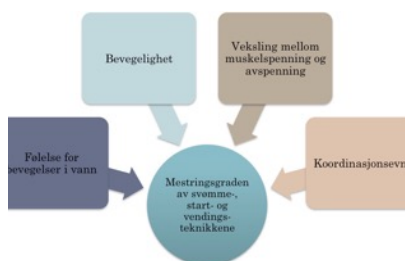 Bevegelighet
Veksling mellom
muskelspenning og
avspenning
Følelse for
bevegelser i vann
Koordinasjonsevn
Mestringsgraden
av svømme-,
start- og
vendings-
teknikkene